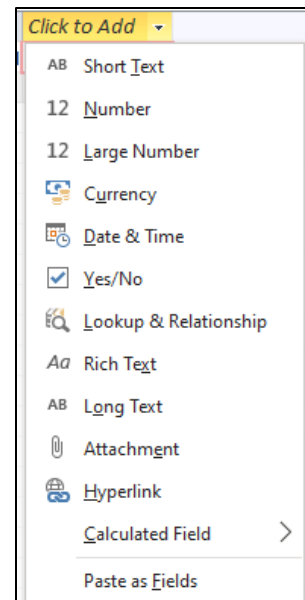 Click to Add
AB Short Text
12 Number
12 Large Number
Currency
Date & Time
Yes/No
Lookup & Relationship
Aa Rich Text
AB Long Text
Attachment
Hyperlink
Calculated Field
Paste as Fields